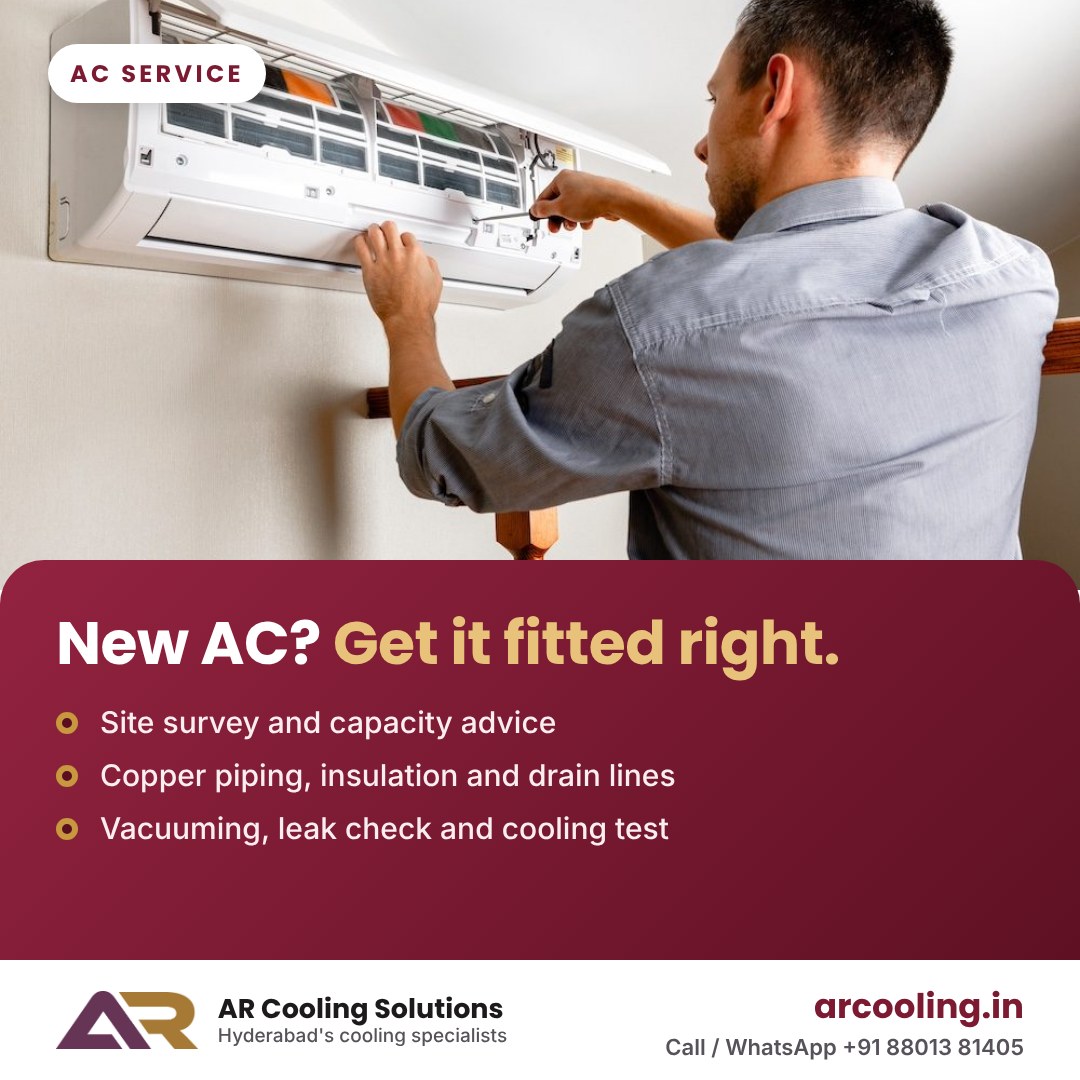 AC SERVICE
New AC? Get it fitted right.
Site survey and capacity advice
Copper piping, insulation and drain lines
Vacuuming, leak check and cooling test
AR
AR Cooling Solutions
Hyderabad's cooling specialists
arcooling.in
Call / WhatsApp +91 88013 81405